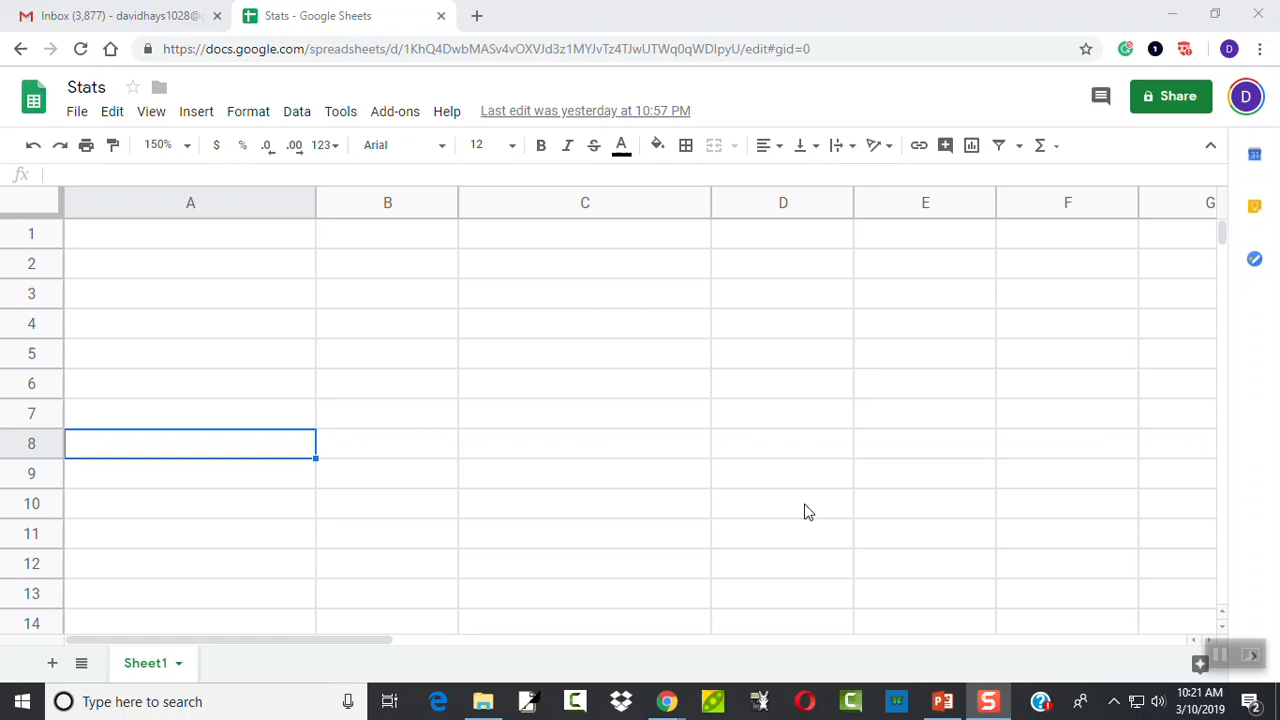 Inbox (3,877) - davidhays1028@
Stats - Google Sheets
https://docs.google.com/spreadsheets/d/1KhQ4DwbMASv4vOXVJd3z1MYJvTz4TJwUTWq0qWDIpyU/edit#gid=0
D
Stats
File Edit View Insert Format Data Tools Add-ons Help Last edit was yesterday at 10:57 PM
Share
D
150% $ % .0 .00 123 Arial 12 B I S A Σ
fx
A B C D E F G
1
2
3
4
5
6
7
8
9
10
11
12
13
14
Sheet1
Type here to search
10:21 AM
3/10/2019
2